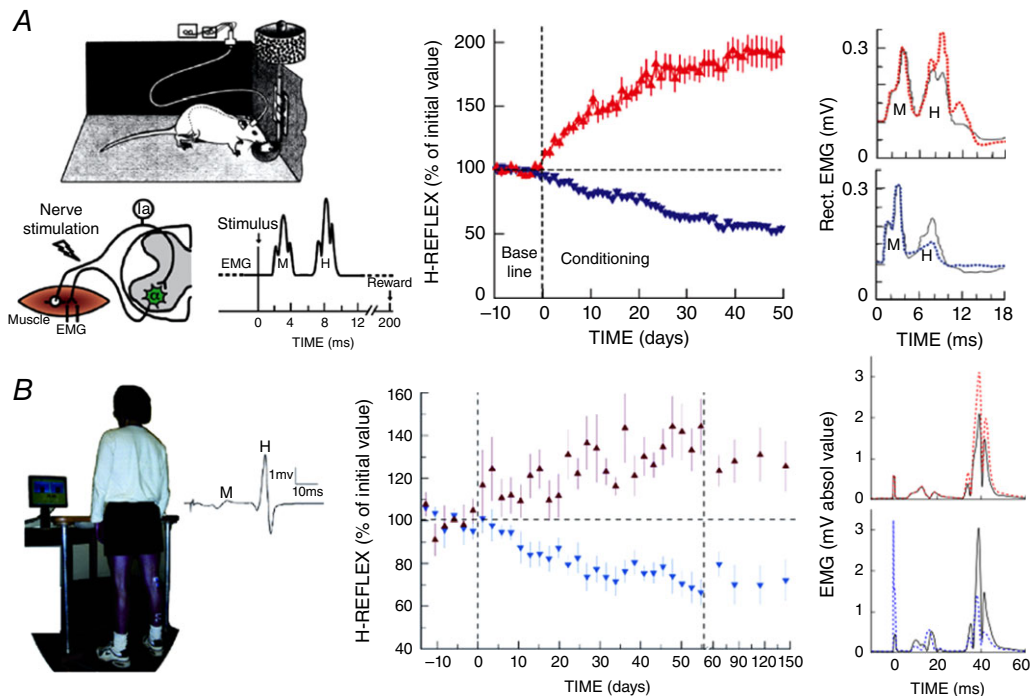 A
Nerve
stimulation
Ia
α
Muscle
EMG
Stimulus
EMG
M
H
Reward
0 4 8 12 200
TIME (ms)
H-REFLEX (% of initial value)
200
150
100
50
0
Base
line
Conditioning
−10 0 10 20 30 40 50
TIME (days)
Rect. EMG (mV)
0.3
M
H
0
0.3
M
H
0
0 6 12 18
TIME (ms)
B
M
H
1mv
10ms
H-REFLEX (% of initial value)
160
140
120
100
80
60
40
−10 0 10 20 30 40 50 60 90 120 150
TIME (days)
EMG (mV absol value)
3
2
1
0
3
2
1
0
0 20 40 60
TIME (ms)